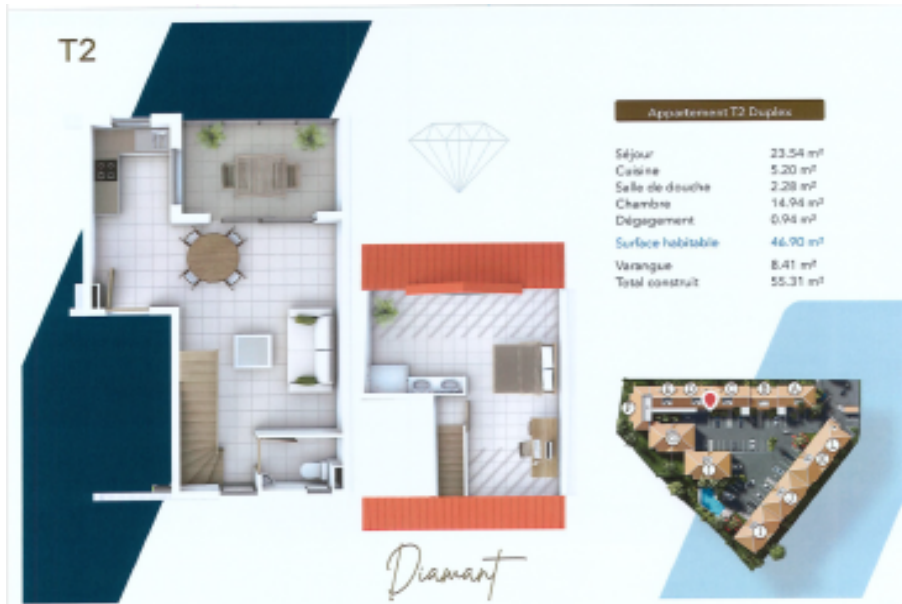 T2
Appartement T2 Duplex
Séjour 23.54 m²
Cuisine 5.20 m²
Salle de douche 2.28 m²
Chambre 14.94 m²
Dégagement 0.94 m²
Surface habitable 46.90 m²
Varangue 8.41 m²
Total construit 55.31 m²
E D C B A
F
L
K
J
I
Diamant